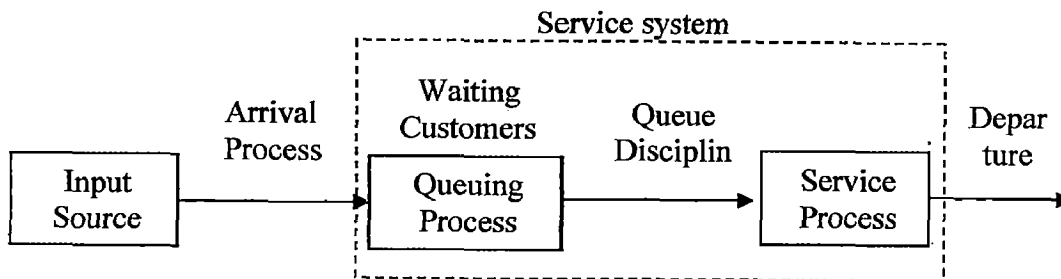 Service system
Arrival
Process
Waiting
Customers
Queue
Disciplin
Depar
ture
Input
Source
Queuing
Process
Service
Process